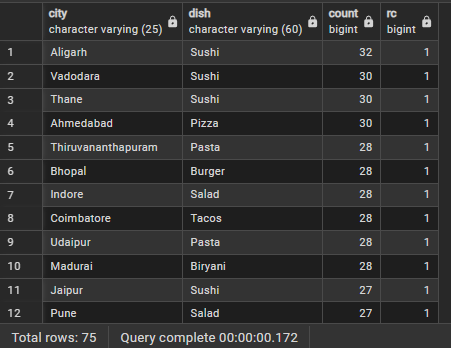 city dish count rc
character varying (25) character varying (60) bigint bigint
1 Aligarh Sushi 32 1
2 Vadodara Sushi 30 1
3 Thane Sushi 30 1
4 Ahmedabad Pizza 30 1
5 Thiruvananthapuram Pasta 28 1
6 Bhopal Burger 28 1
7 Indore Salad 28 1
8 Coimbatore Tacos 28 1
9 Udaipur Pasta 28 1
10 Madurai Biryani 28 1
11 Jaipur Sushi 27 1
12 Pune Salad 27 1
Total rows: 75 Query complete 00:00:00.172